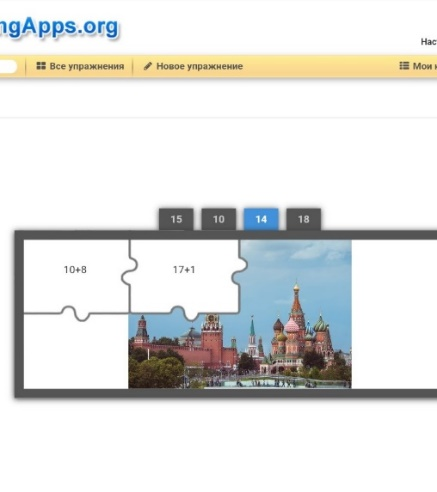 ngApps.org
Нас
Все упражнения Новое упражнение Мои
15 10 14 18
10+8 17+1